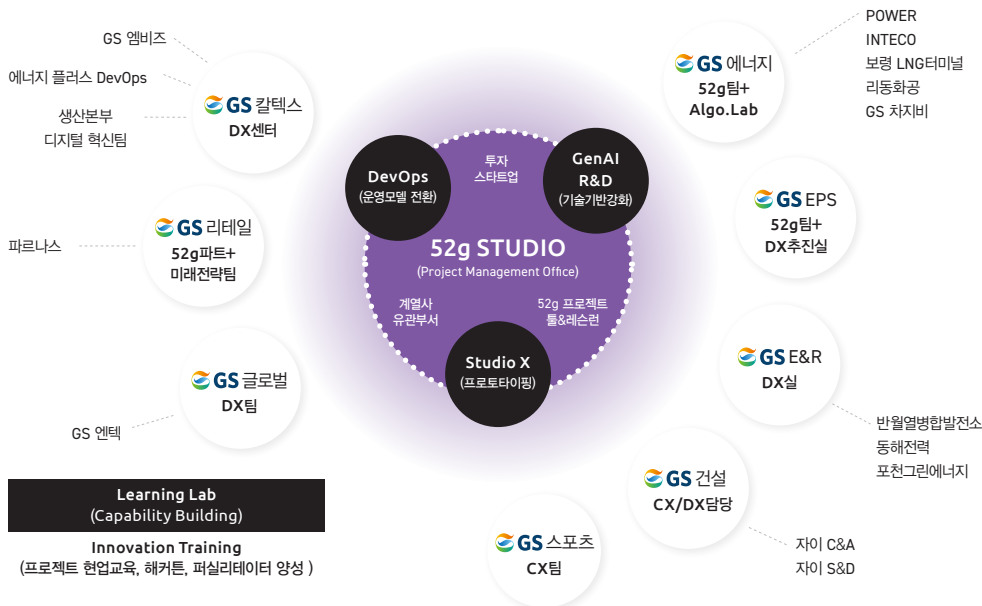 GS 엠비즈
에너지 플러스 DevOps
생산본부
디지털 혁신팀
GS 칼텍스
DX센터
파르나스
GS 리테일
52g파트+
미래전략팀
GS 글로벌
DX팀
GS 엔텍
DevOps
(운영모델 전환)
투자
스타트업
GenAI
R&D
(기술기반강화)
52g STUDIO
(Project Management Office)
계열사
유관부서
52g 프로젝트
툴&레슨런
Studio X
(프로토타이핑)
GS 에너지
52g팀+
Algo.Lab
POWER
INTECO
보령 LNG터미널
리동화공
GS 차지비
GS EPS
52g팀+
DX추진실
GS E&R
DX실
반월열병합발전소
동해전력
포천그린에너지
GS 건설
CX/DX담당
자이 C&A
자이 S&D
GS 스포츠
CX팀
Learning Lab
(Capability Building)
Innovation Training
(프로젝트 현업교육, 해커튼, 퍼실리테이터 양성 )